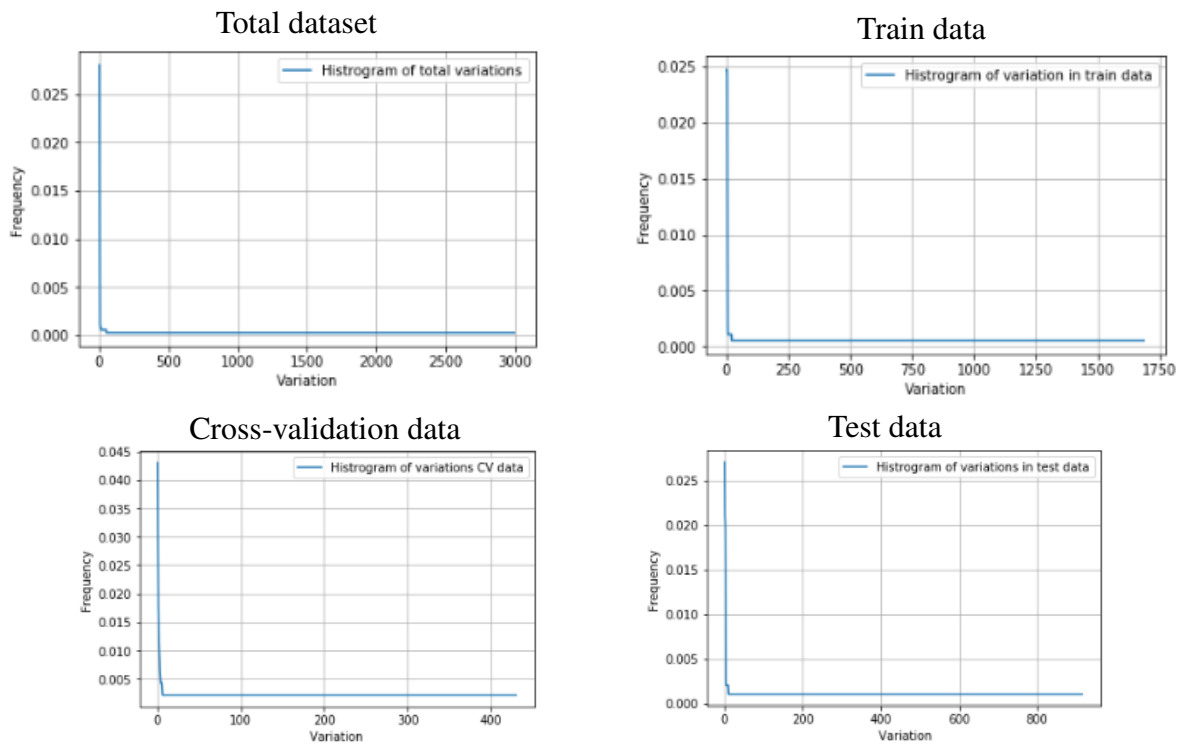 Total dataset
Histrogram of total variations
0.025
0.020
0.015
0.010
0.005
0.000
Frequency
0 500 1000 1500 2000 2500 3000
Variation
Train data
Histrogram of variation in train data
0.025
0.020
0.015
0.010
0.005
0.000
Frequency
0 250 500 750 1000 1250 1500 1750
Variation
Cross-validation data
Histrogram of variations CV data
0.045
0.040
0.035
0.030
0.025
0.020
0.015
0.010
0.005
Frequency
0 100 200 300 400
Variation
Test data
Histrogram of variations in test data
0.025
0.020
0.015
0.010
0.005
0.000
Frequency
0 200 400 600 800
Variation